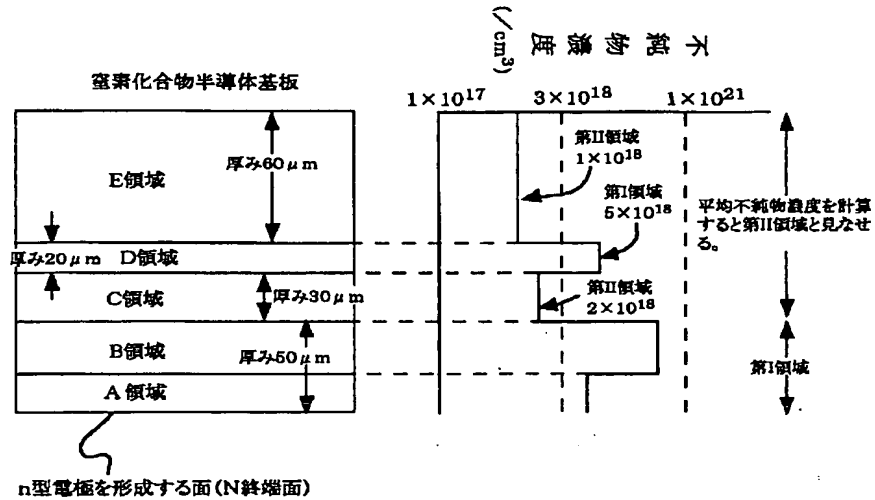 不純物濃度
(/cm³)
窒素化合物半導体基板
1×10¹⁷
3×10¹⁸
1×10²¹
E領域
厚み60μm
第II領域
1×10¹⁸
第I領域
5×10¹⁸
平均不純物濃度を計算
すると第II領域と見なせ
る。
厚み20μm
D領域
C領域
厚み30μm
第II領域
2×10¹⁸
B領域
厚み50μm
第I領域
A領域
n型電極を形成する面(N終端面)